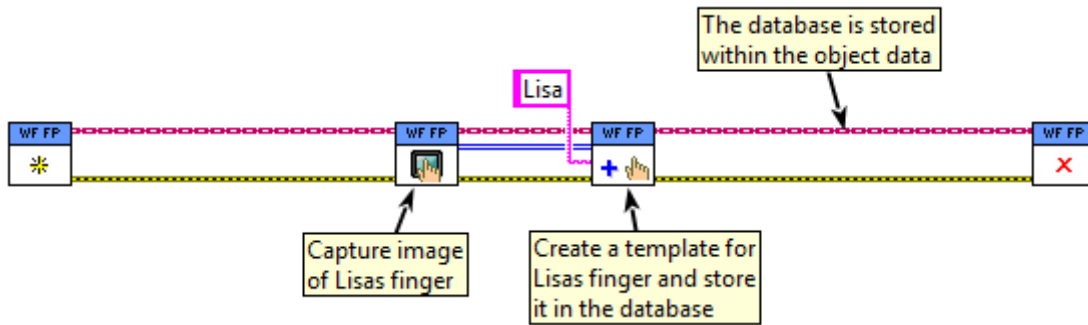 The database is stored
within the object data
Lisa
WF FP
WF FP
WF FP
WF FP
Capture image
of Lisas finger
Create a template for
Lisas finger and store
it in the database